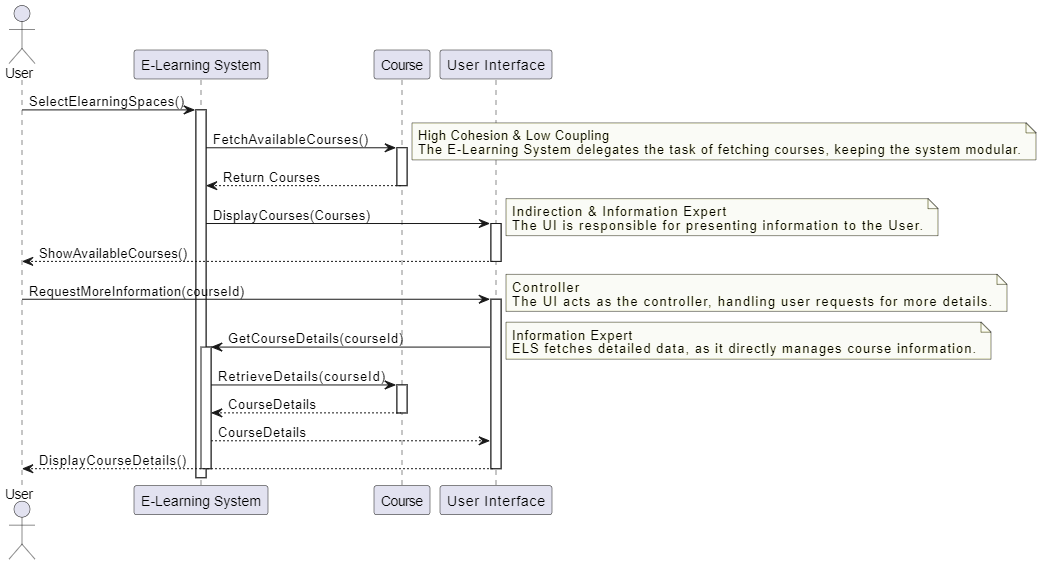 User
E-Learning System
Course
User Interface
SelectElearningSpaces()
FetchAvailableCourses()
High Cohesion & Low Coupling
The E-Learning System delegates the task of fetching courses, keeping the system modular.
Return Courses
DisplayCourses(Courses)
Indirection & Information Expert
The UI is responsible for presenting information to the User.
ShowAvailableCourses()
RequestMoreInformation(courseId)
Controller
The UI acts as the controller, handling user requests for more details.
GetCourseDetails(courseId)
Information Expert
ELS fetches detailed data, as it directly manages course information.
RetrieveDetails(courseId)
CourseDetails
CourseDetails
DisplayCourseDetails()
User
E-Learning System
Course
User Interface